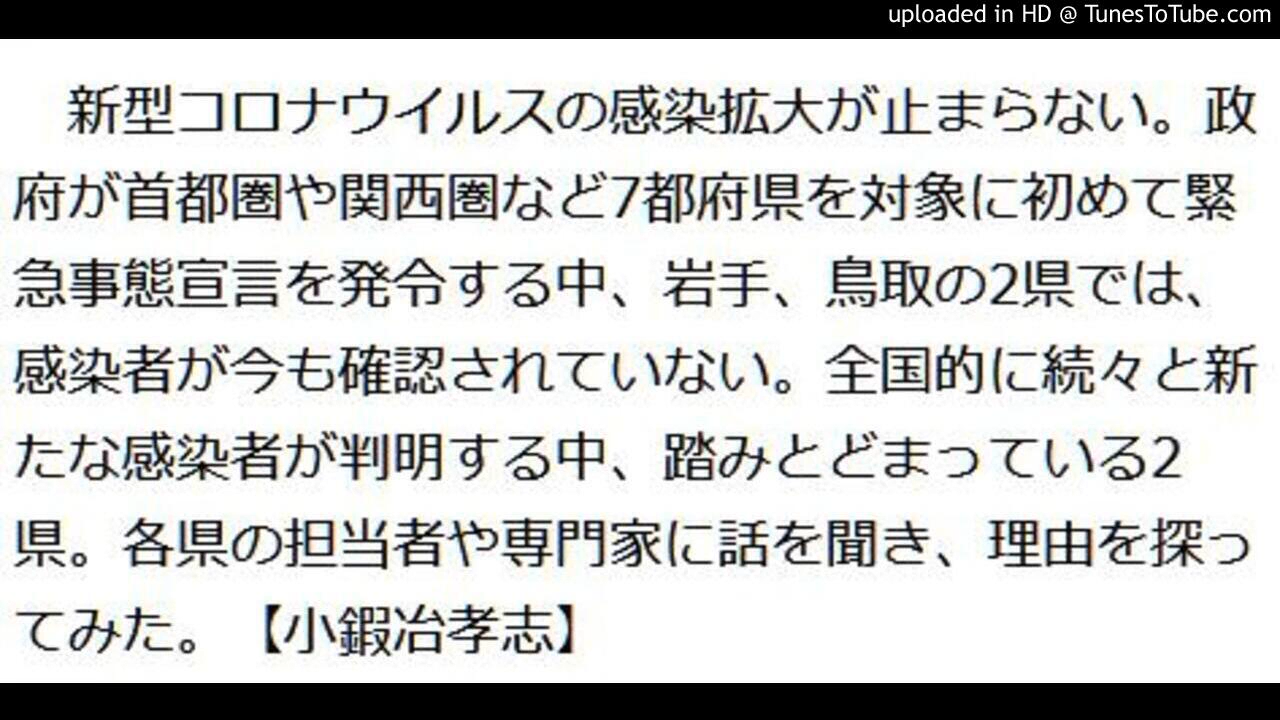 uploaded in HD @ TunesToTube.com
新型コロナウイルスの感染拡大が止まらない。政
府が首都圏や関西圏など7都府県を対象に初めて緊
急事態宣言を発令する中、岩手、鳥取の2県では、
感染者が今も確認されていない。全国的に続々と新
たな感染者が判明する中、踏みとどまっている2
県。各県の担当者や専門家に話を聞き、理由を探っ
てみた。【小鍜冶孝志】